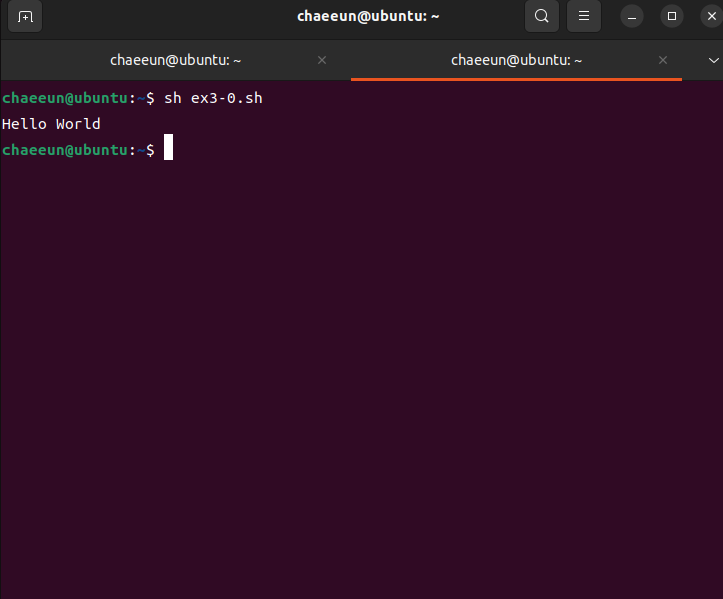 chaeeun@ubuntu: ~
chaeeun@ubuntu: ~
chaeeun@ubuntu: ~
chaeeun@ubuntu:~$ sh ex3-0.sh
Hello World
chaeeun@ubuntu:~$